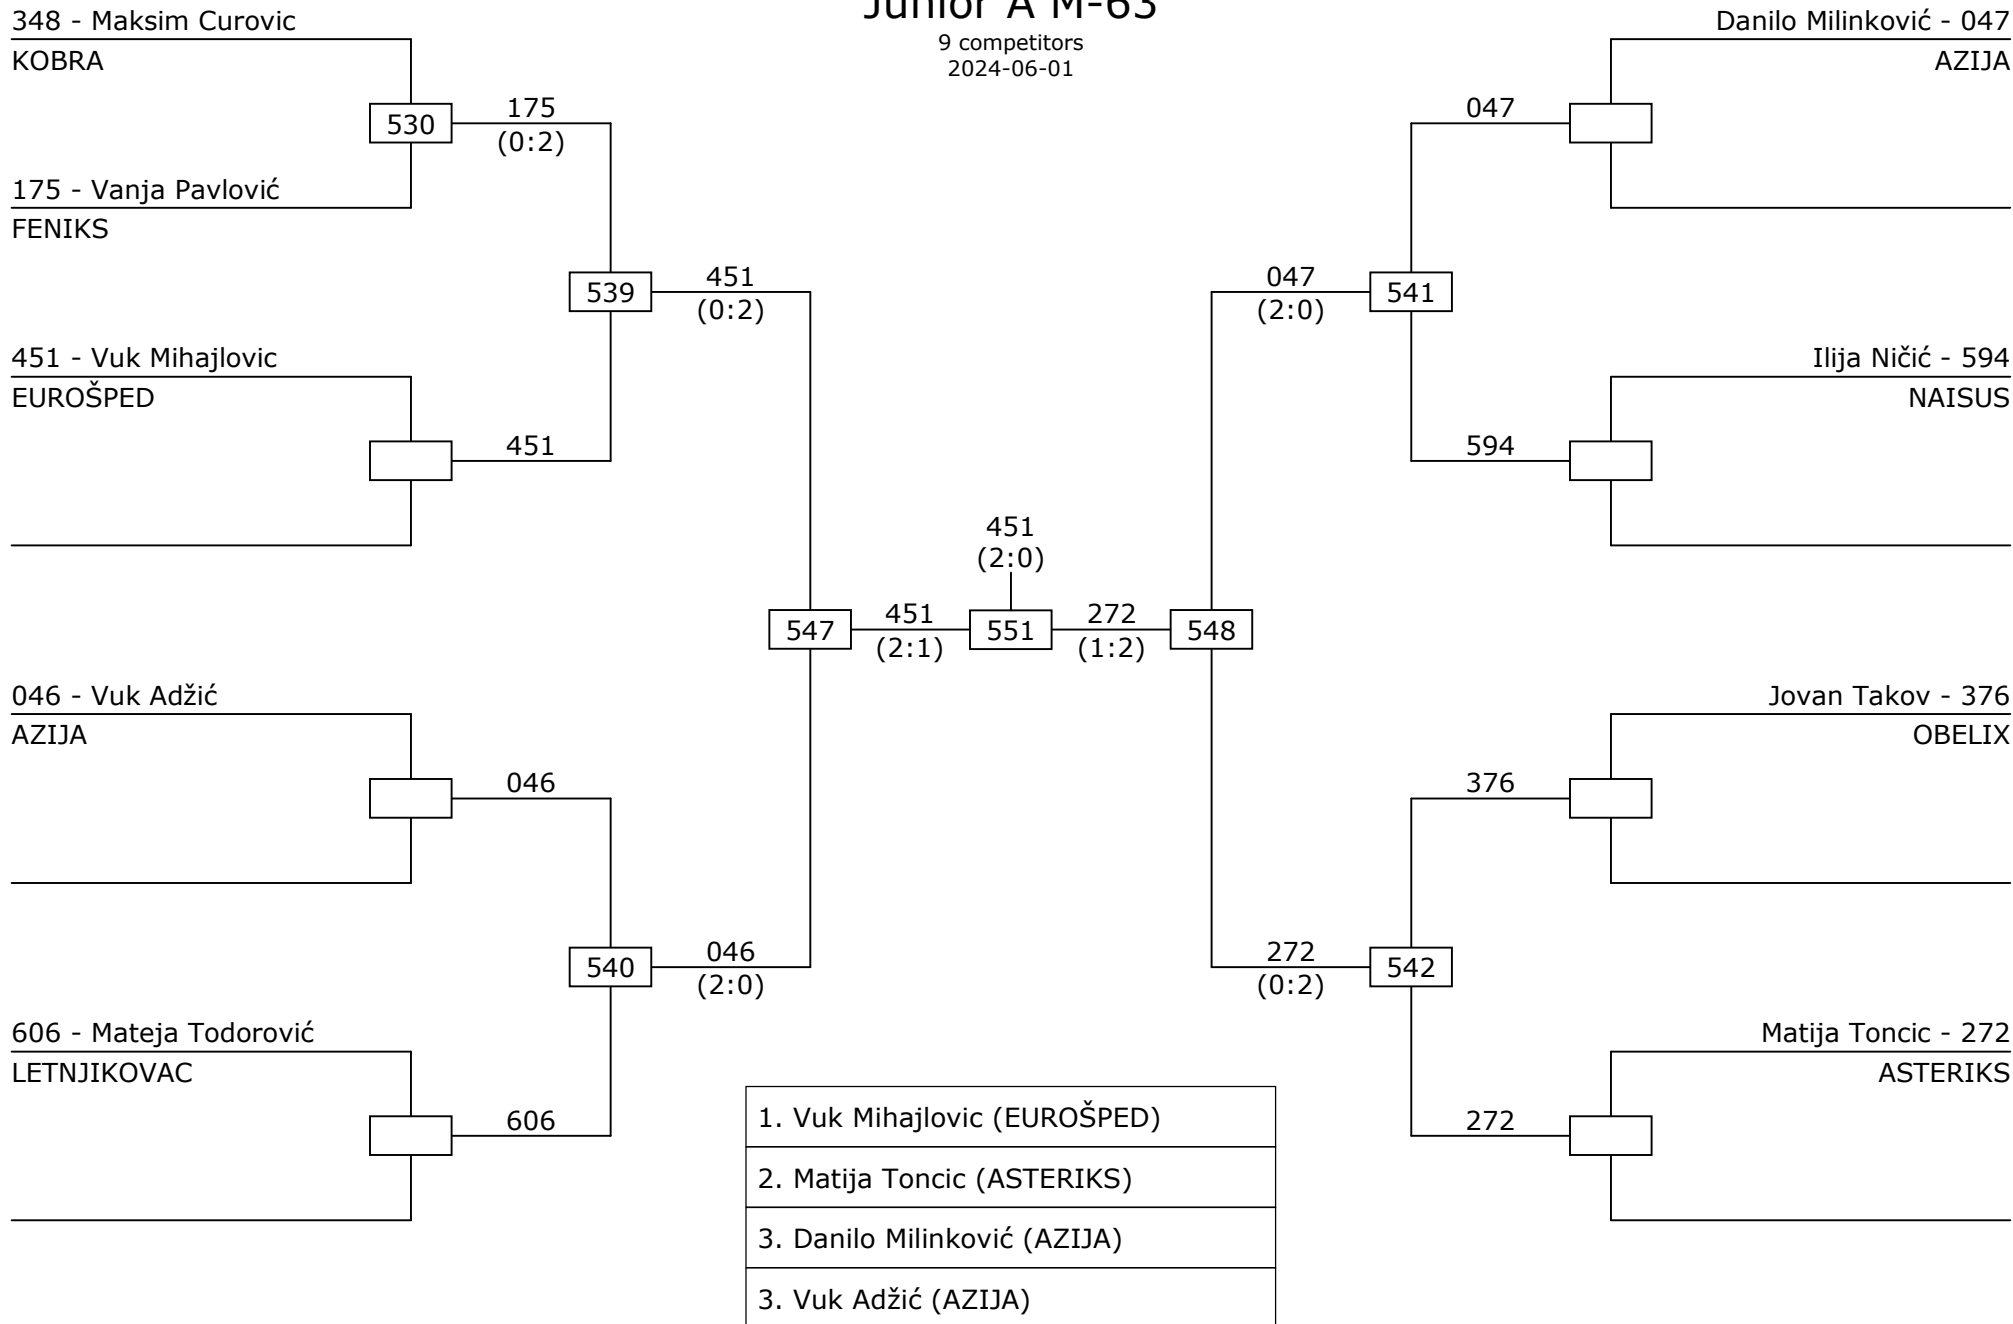 Junior A M-63
9 competitors
2024-06-01
348 - Maksim Curovic
KOBRA
530
175
(0:2)
175 - Vanja Pavlović
FENIKS
539
451
(0:2)
451 - Vuk Mihajlovic
EUROŠPED
451
046 - Vuk Adžić
AZIJA
046
540
046
(2:0)
606 - Mateja Todorović
LETNJIKOVAC
606
547
451
(2:1)
451
(2:0)
551
272
(1:2)
548
Danilo Milinković - 047
AZIJA
047
047
(2:0)
541
Ilija Ničić - 594
NAISUS
594
Jovan Takov - 376
OBELIX
376
272
(0:2)
542
Matija Toncic - 272
ASTERIKS
272
1. Vuk Mihajlovic (EUROŠPED)
2. Matija Toncic (ASTERIKS)
3. Danilo Milinković (AZIJA)
3. Vuk Adžić (AZIJA)